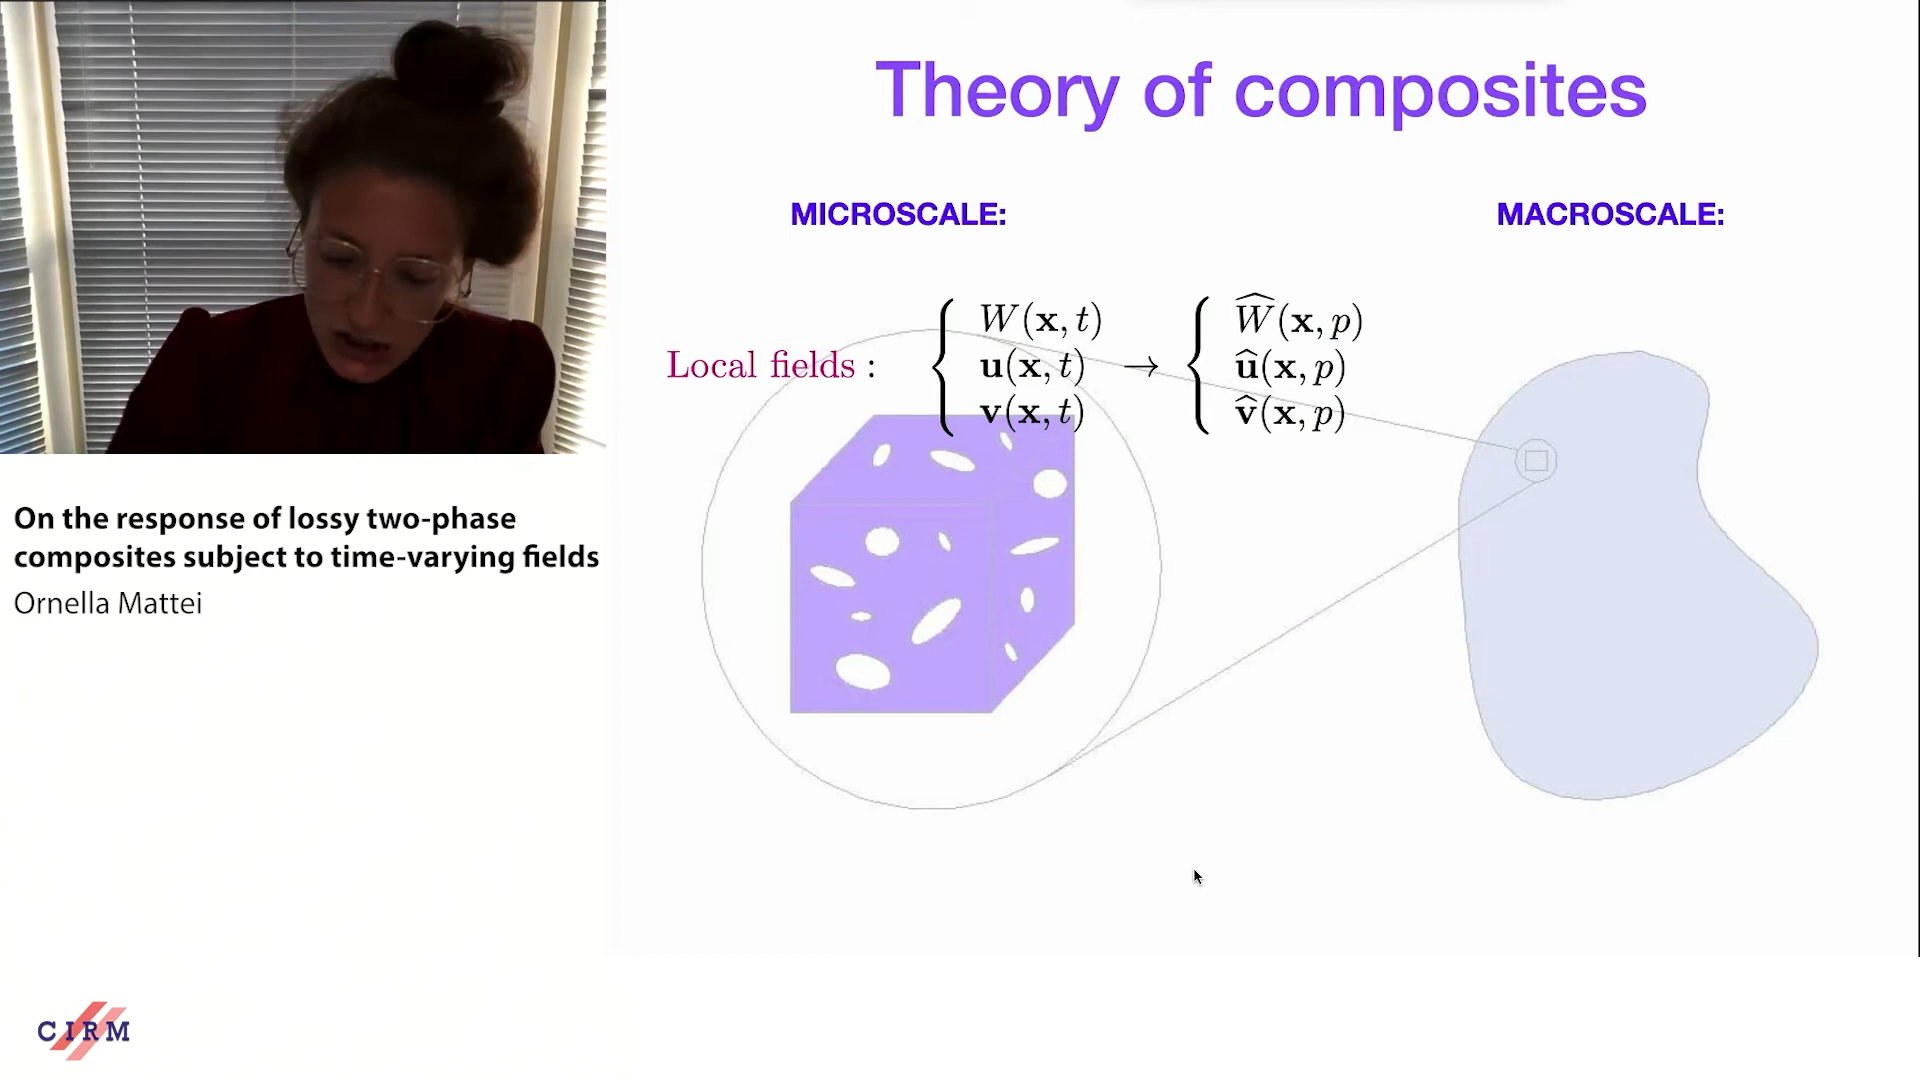 Theory of composites
MICROSCALE:
MACROSCALE:
Local fields : { W(x, t) → { Ŵ(x, p)
u(x, t) û(x, p)
v(x, t) v̂(x, p)
On the response of lossy two-phase
composites subject to time-varying fields
Ornella Mattei
CIRM